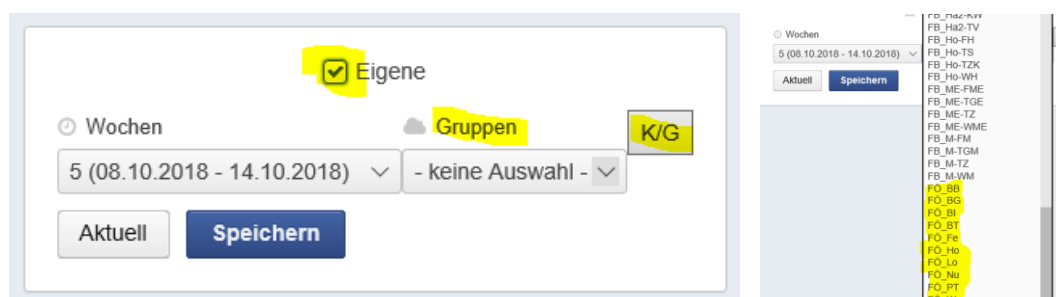 Eigene
Wochen
Gruppen
K/G
5 (08.10.2018 - 14.10.2018)
- keine Auswahl -
Aktuell
Speichern
Wochen
5 (08.10.2018 - 14.10.2018)
Aktuell
Speichern
FB_Ha2-KW
FB_Ha2-TV
FB_Ho-FH
FB_Ho-TS
FB_Ho-TZK
FB_Ho-WH
FB_ME-FME
FB_ME-TGE
FB_ME-TZ
FB_ME-WME
FB_M-FM
FB_M-TGM
FB_M-TZ
FB_M-WM
FÖ_BB
FÖ_BG
FÖ_BI
FÖ_BT
FÖ_Fe
FÖ_Ho
FÖ_Lo
FÖ_Nu
FÖ_PT